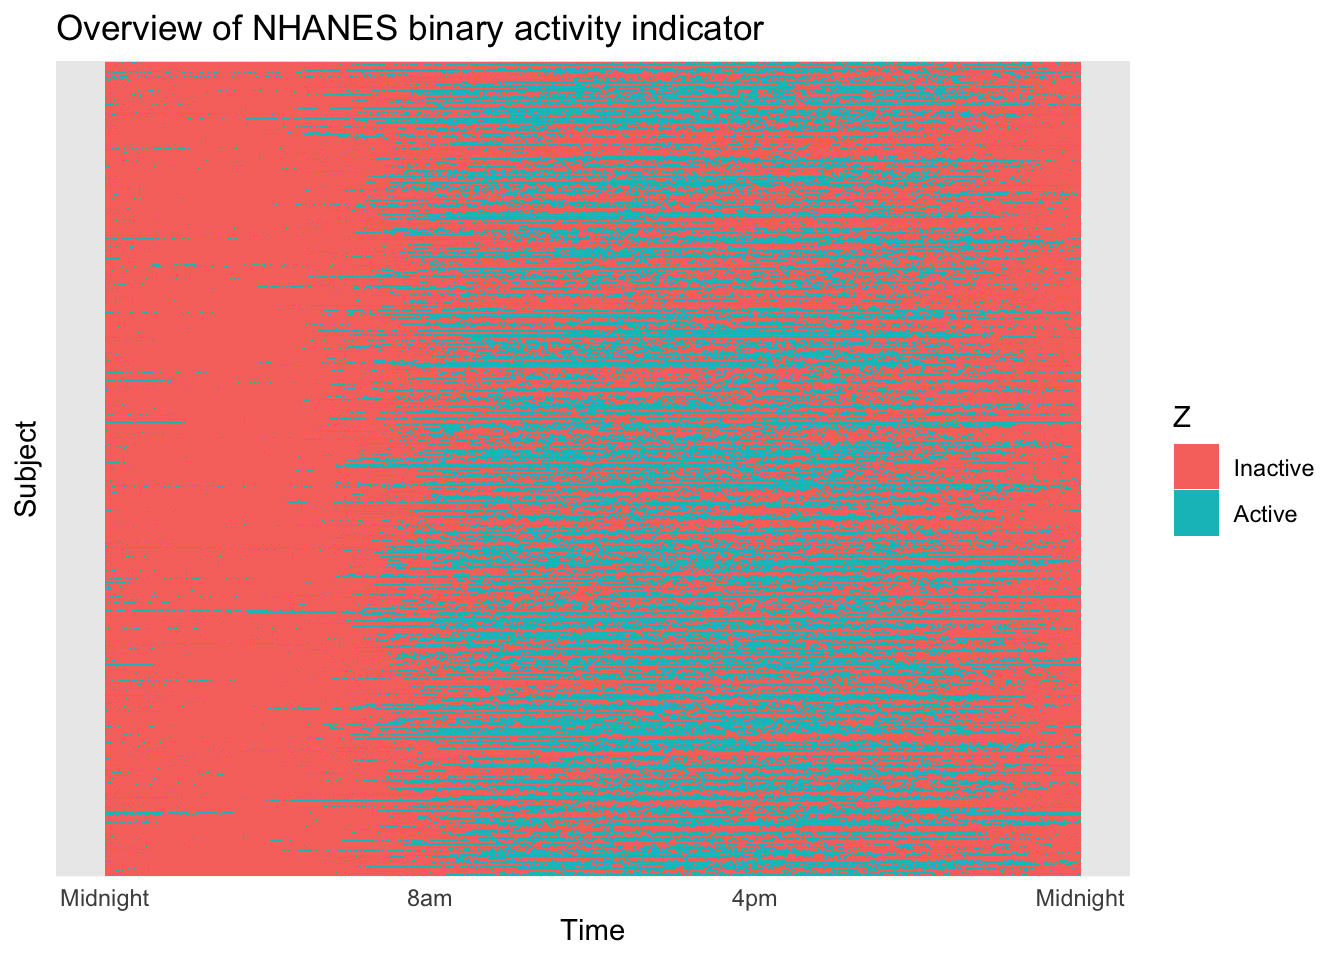 Overview of NHANES binary activity indicator
Subject
Z
Inactive
Active
Midnight 8am 4pm Midnight
Time